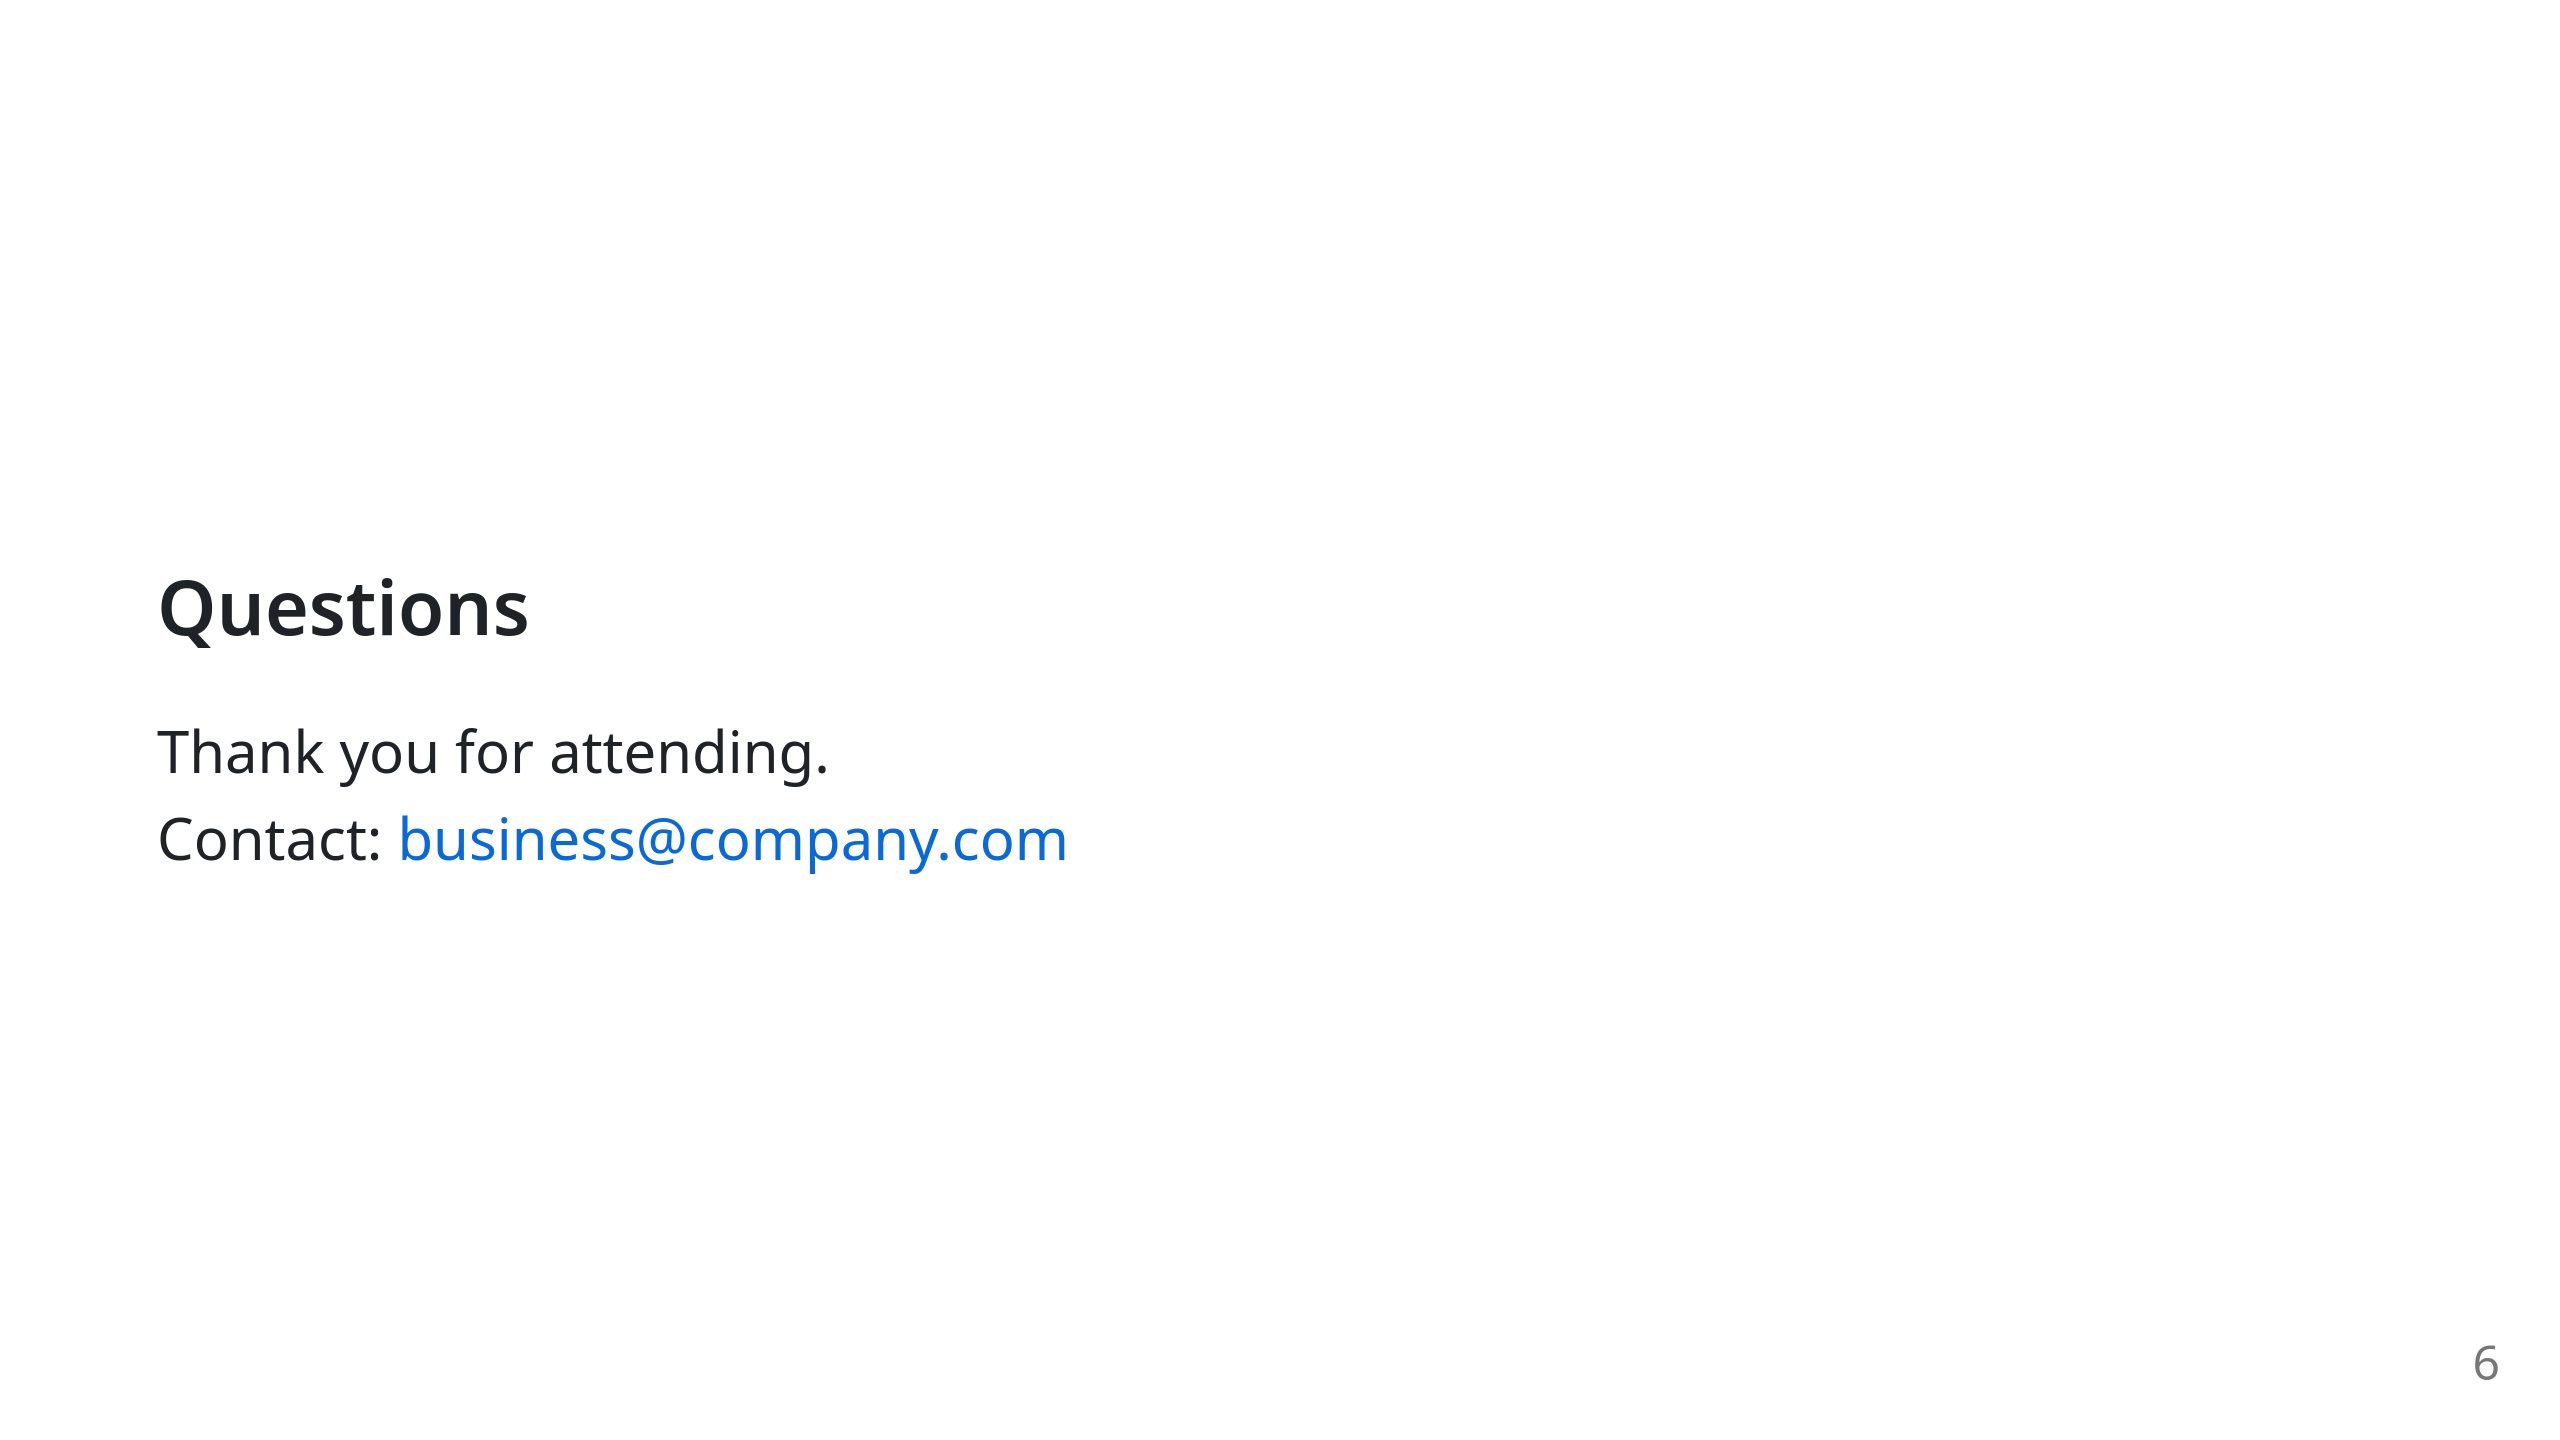 Questions
Thank you for attending.
Contact: business@company.com
6